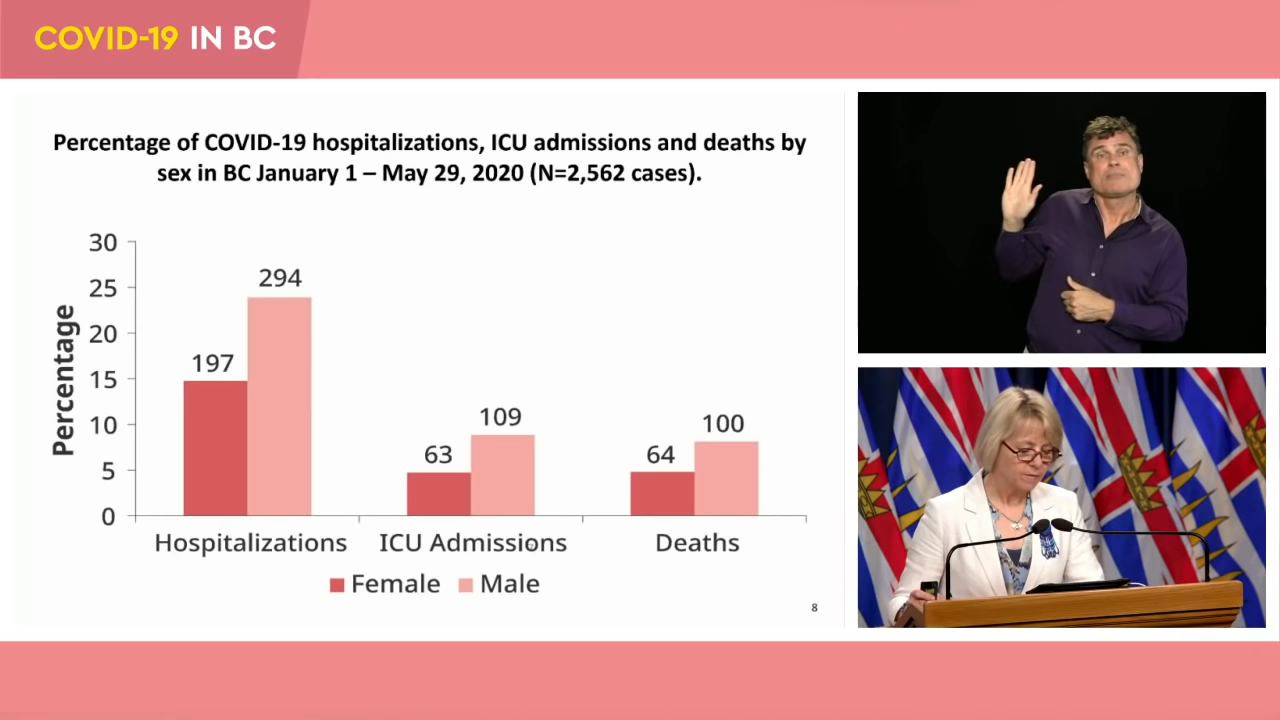 COVID-19 IN BC
Percentage of COVID-19 hospitalizations, ICU admissions and deaths by
sex in BC January 1 – May 29, 2020 (N=2,562 cases).
Percentage
30
25
20
15
10
5
0
197
294
63
109
64
100
Hospitalizations
ICU Admissions
Deaths
Female
Male
8